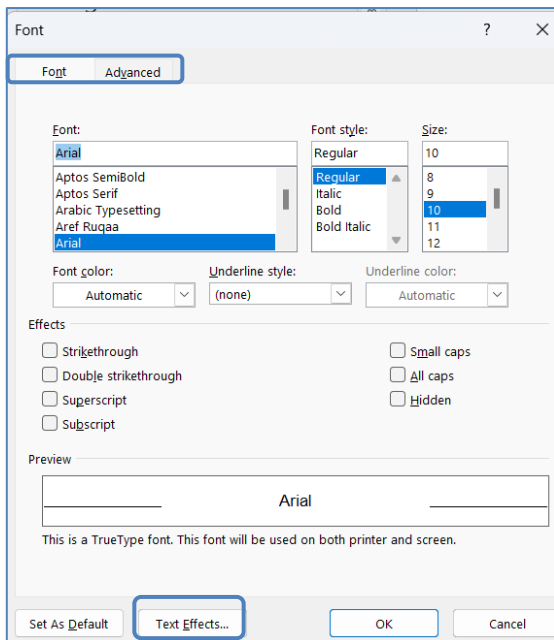 Font ?
Font Advanced
Font: Font style: Size:
Arial Regular 10
Aptos SemiBold Regular 8
Aptos Serif Italic 9
Arabic Typesetting Bold 10
Aref Ruqaa Bold Italic 11
Arial 12
Font color: Underline style: Underline color:
Automatic (none) Automatic
Effects
Strikethrough Small caps
Double strikethrough All caps
Superscript Hidden
Subscript
Preview
Arial
This is a TrueType font. This font will be used on both printer and screen.
Set As Default Text Effects... OK Cancel